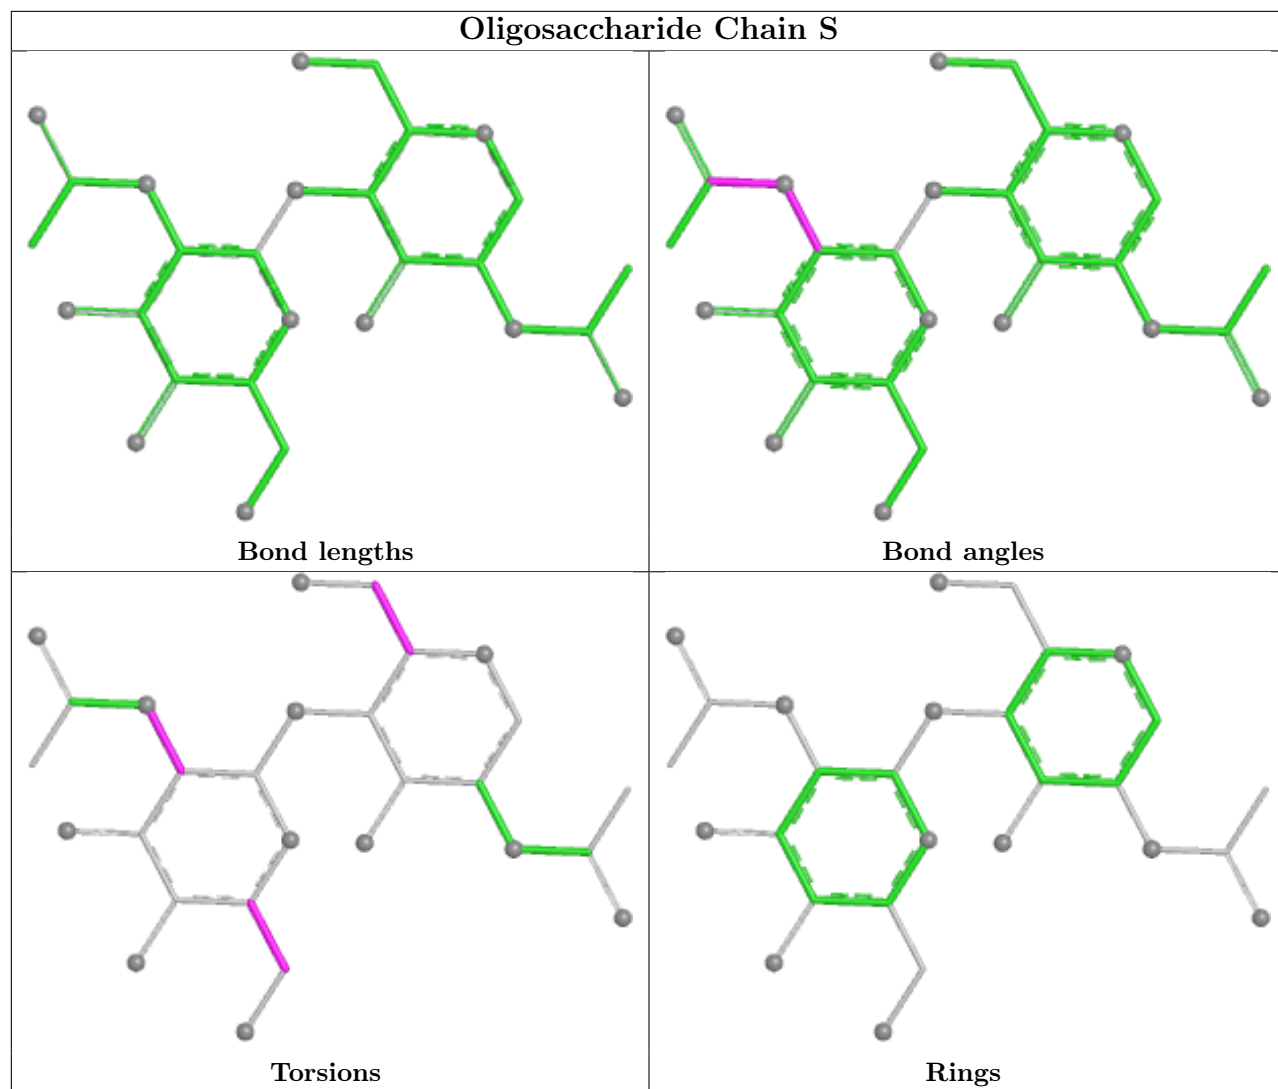 Oligosaccharide Chain S
Bond lengths
Bond angles
Torsions
Rings